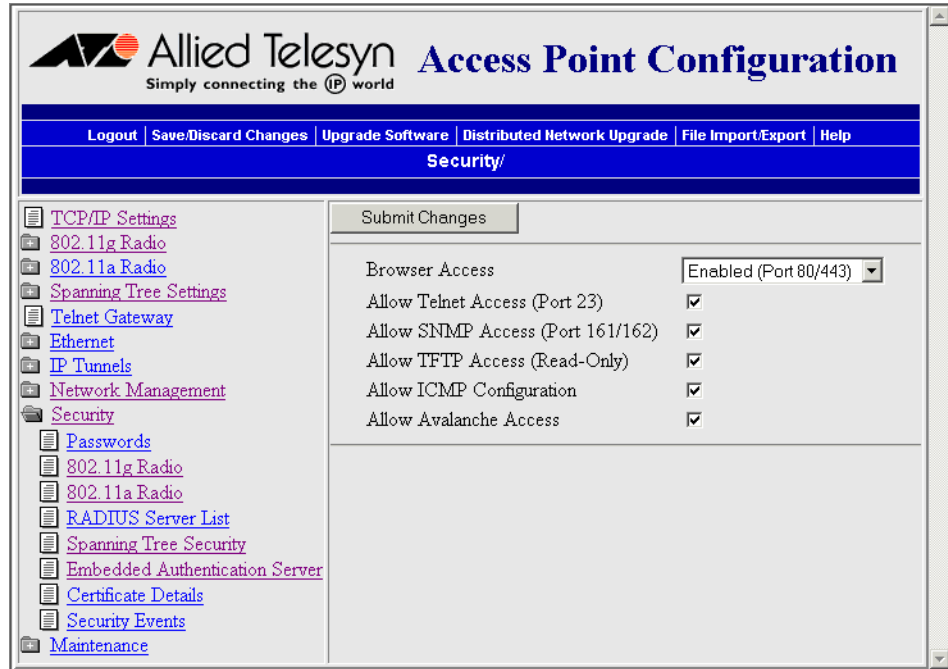 Allied Telesyn
Simply connecting the IP world
Access Point Configuration
Logout | Save/Discard Changes | Upgrade Software | Distributed Network Upgrade | File Import/Export | Help
Security/
TCP/IP Settings
802.11g Radio
802.11a Radio
Spanning Tree Settings
Telnet Gateway
Ethernet
IP Tunnels
Network Management
Security
Passwords
802.11g Radio
802.11a Radio
RADIUS Server List
Spanning Tree Security
Embedded Authentication Server
Certificate Details
Security Events
Maintenance
Submit Changes
Browser Access Enabled (Port 80/443)
Allow Telnet Access (Port 23)
Allow SNMP Access (Port 161/162)
Allow TFTP Access (Read-Only)
Allow ICMP Configuration
Allow Avalanche Access